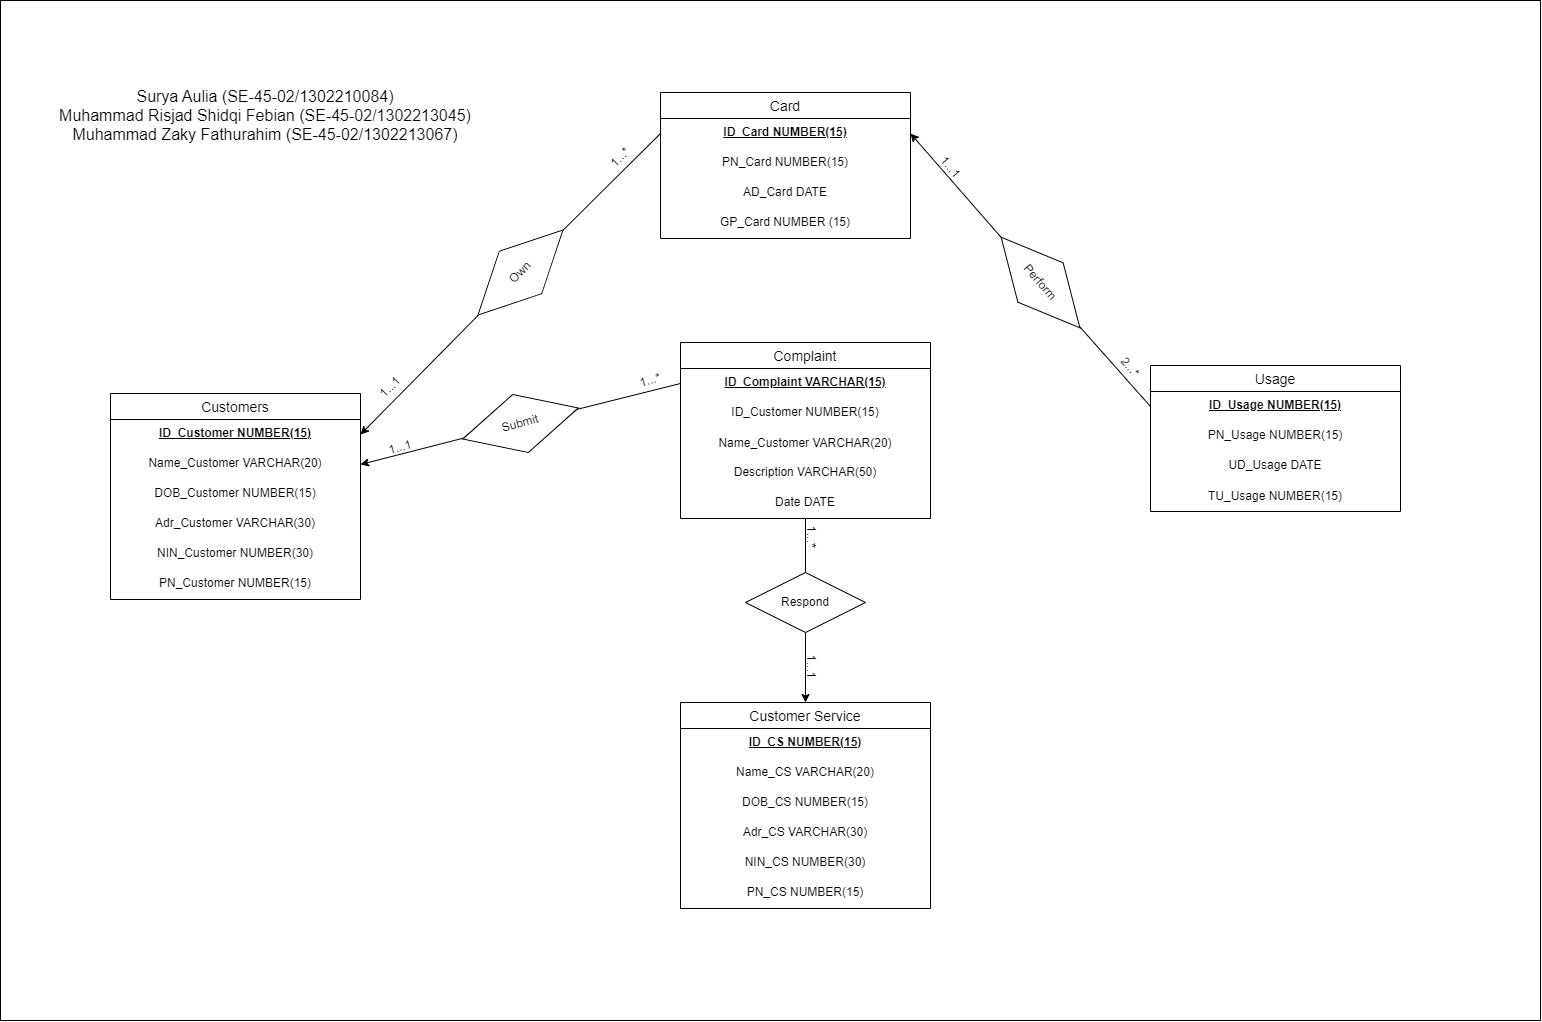 Surya Aulia (SE-45-02/1302210084)
Muhammad Risjad Shidqi Febian (SE-45-02/1302213045)
Muhammad Zaky Fathurahim (SE-45-02/1302213067)
Card
ID_Card NUMBER(15)
PN_Card NUMBER(15)
AD_Card DATE
GP_Card NUMBER (15)
1...*
Own
1...1
1...1
Perform
2...*
Customers
ID_Customer NUMBER(15)
Name_Customer VARCHAR(20)
DOB_Customer NUMBER(15)
Adr_Customer VARCHAR(30)
NIN_Customer NUMBER(30)
PN_Customer NUMBER(15)
1...1
Submit
1...*
Complaint
ID_Complaint VARCHAR(15)
ID_Customer NUMBER(15)
Name_Customer VARCHAR(20)
Description VARCHAR(50)
Date DATE
Usage
ID_Usage NUMBER(15)
PN_Usage NUMBER(15)
UD_Usage DATE
TU_Usage NUMBER(15)
1...*
Respond
1...1
Customer Service
ID_CS NUMBER(15)
Name_CS VARCHAR(20)
DOB_CS NUMBER(15)
Adr_CS VARCHAR(30)
NIN_CS NUMBER(30)
PN_CS NUMBER(15)